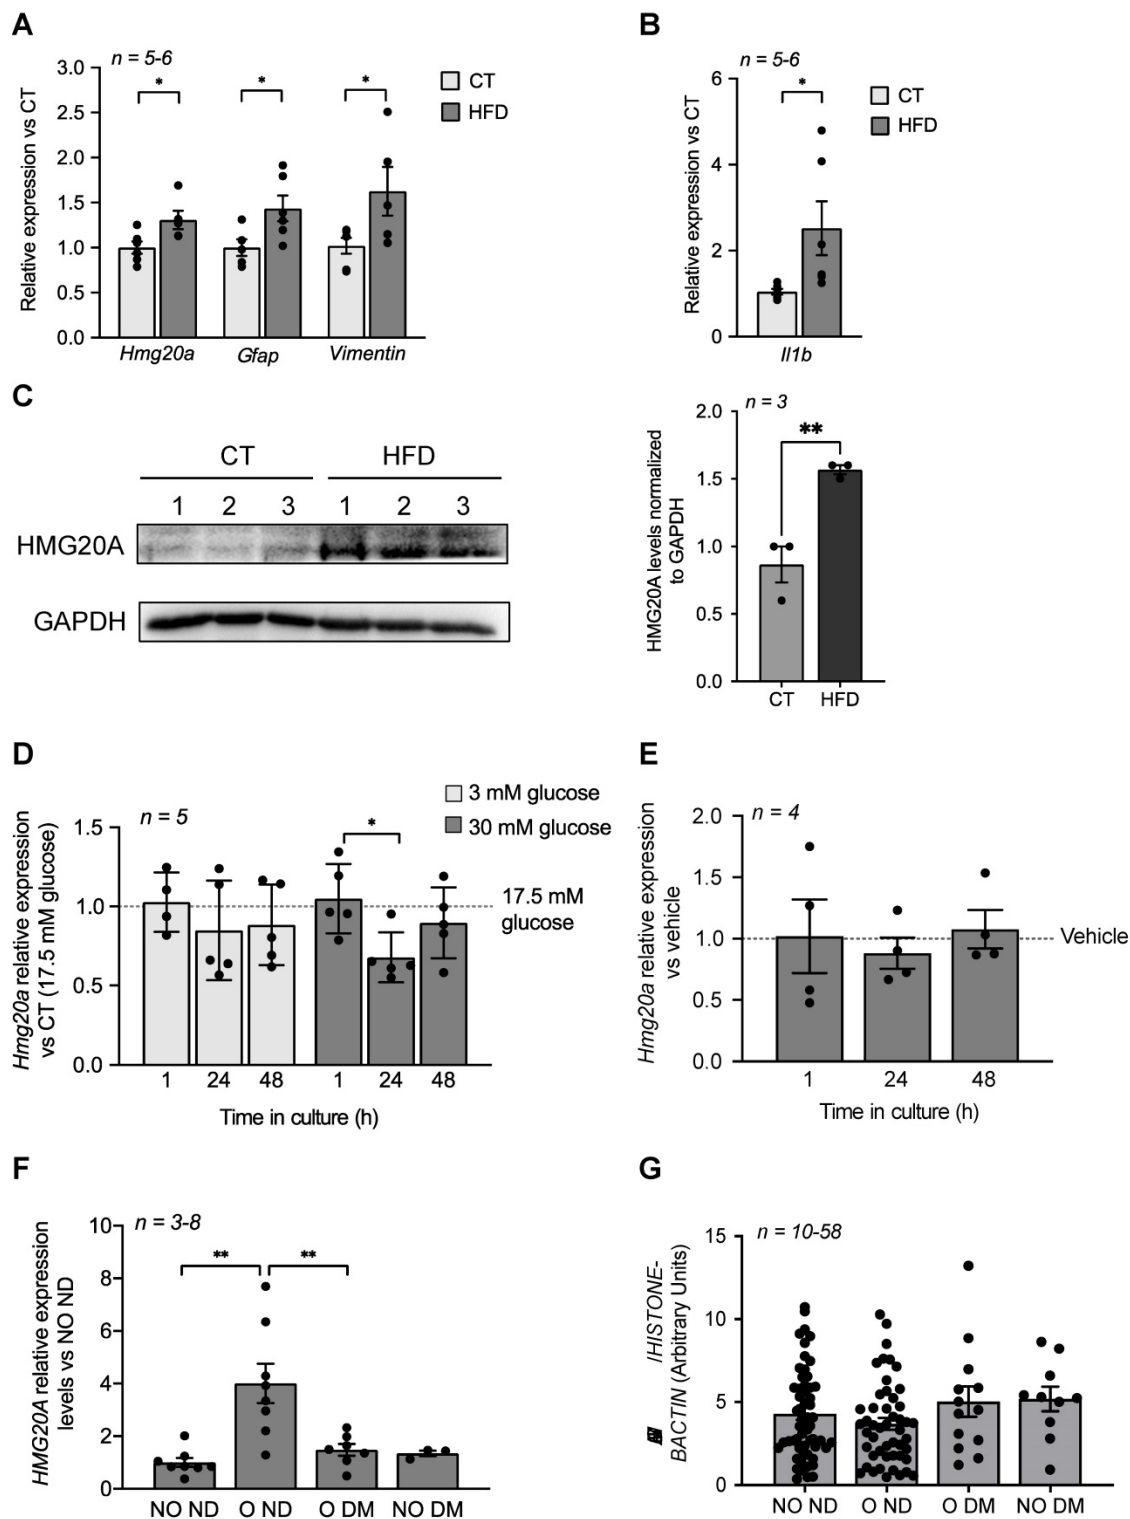 A
n = 5-6
Relative expression vs CT
3.0
2.5
2.0
1.5
1.0
0.5
0.0
*
*
*
CT
HFD
Hmg20a
Gfap
Vimentin
B
n = 5-6
Relative expression vs CT
6
4
2
0
*
CT
HFD
Il1b
C
CT
HFD
1 2 3 1 2 3
HMG20A
GAPDH
n = 3
HMG20A levels normalized
to GAPDH
2.0
1.5
1.0
0.5
0.0
**
CT
HFD
D
n = 5
Hmg20a relative expression
vs CT (17.5 mM glucose)
1.5
1.0
0.5
0.0
*
3 mM glucose
30 mM glucose
17.5 mM
glucose
1 24 48 1 24 48
Time in culture (h)
E
n = 4
Hmg20a relative expression
vs vehicle
2.0
1.5
1.0
0.5
0.0
Vehicle
1 24 48
Time in culture (h)
F
n = 3-8
HMG20A relative expression
levels vs NO ND
10
8
6
4
2
0
**
**
NO ND
O ND
O DM
NO DM
G
n = 10-58
/HISTONE-
BACTIN (Arbitrary Units)
15
10
5
0
NO ND
O ND
O DM
NO DM